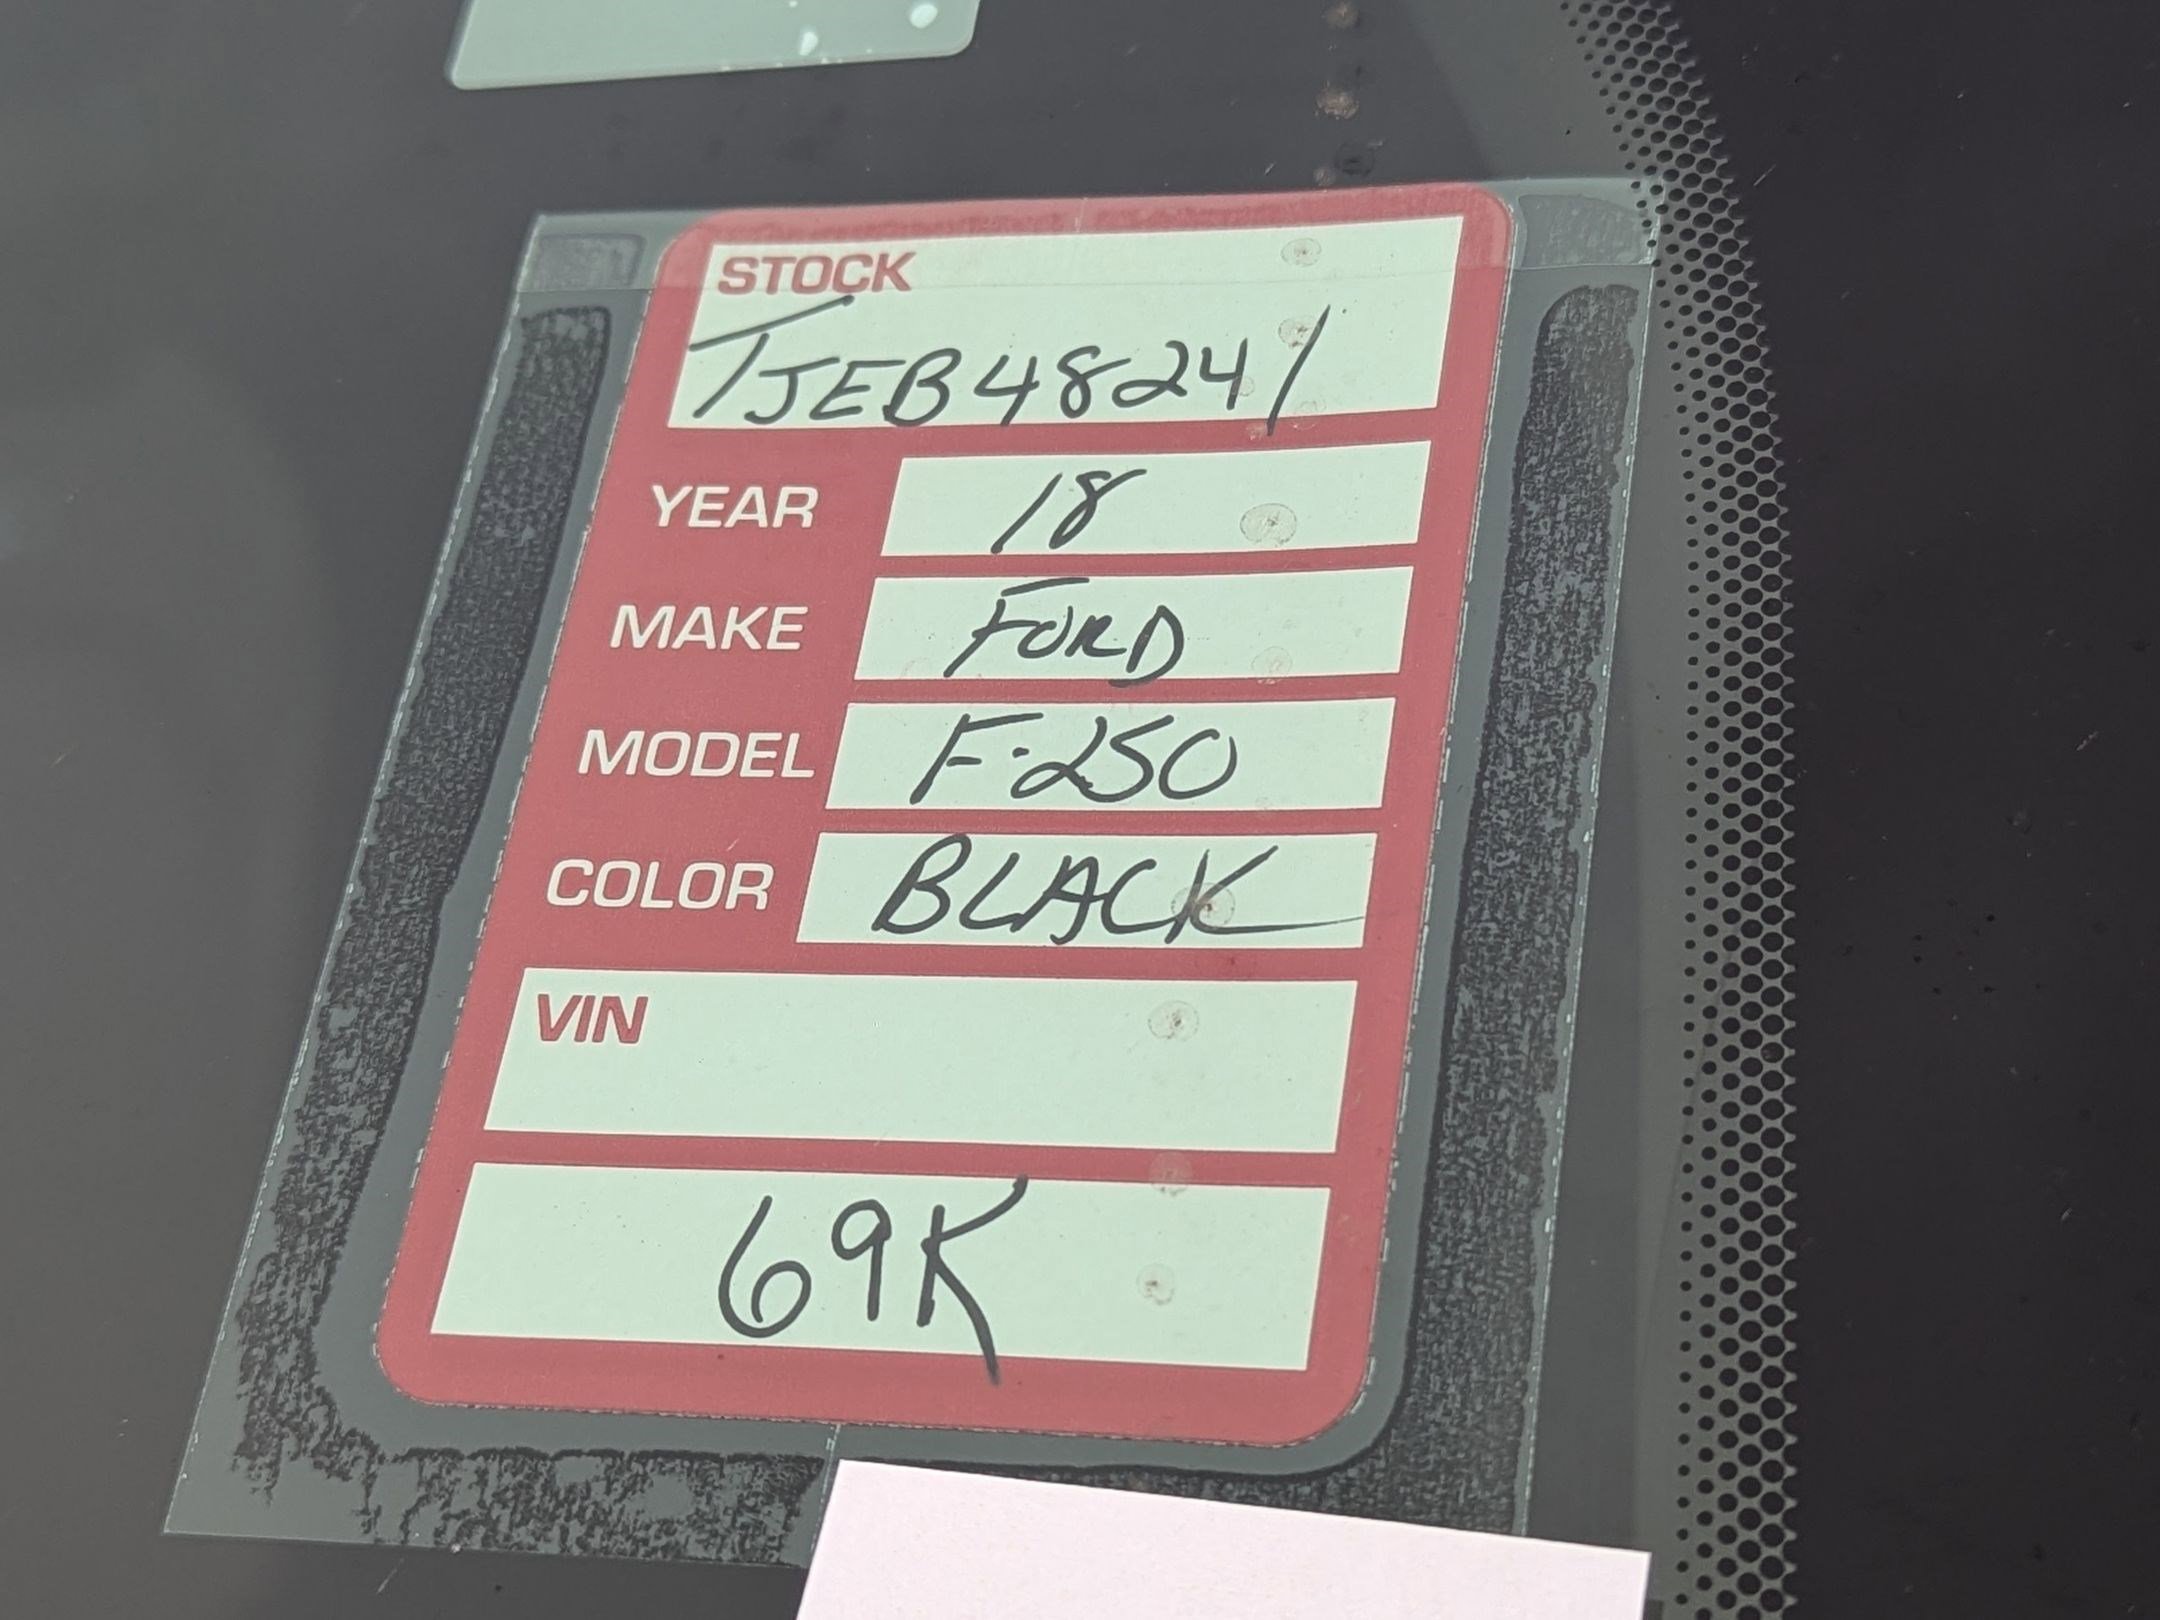 STOCK
TJEB48241
YEAR 18
MAKE FORD
MODEL F-250
COLOR BLACK
VIN
69K